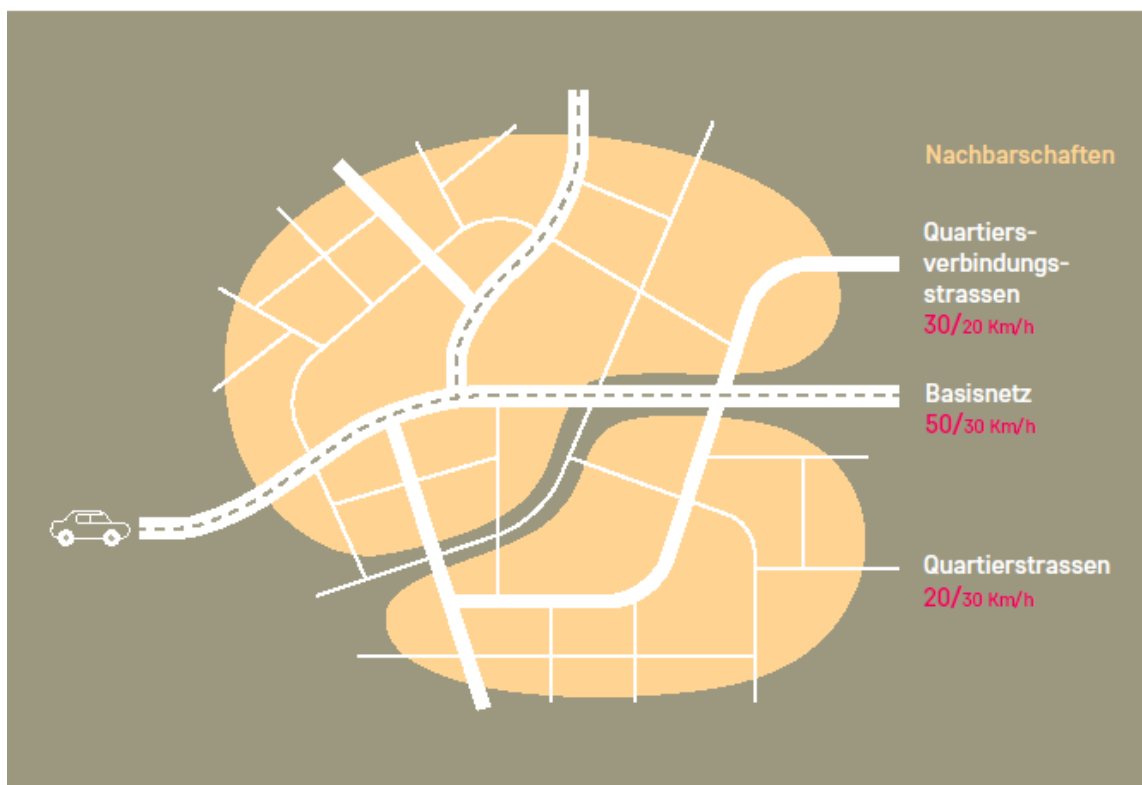 Nachbarschaften
Quartiers-
verbindungs-
strassen
30/20 Km/h
Basisnetz
50/30 Km/h
Quartierstrassen
20/30 Km/h